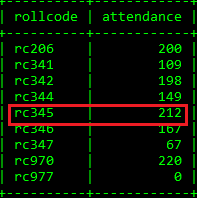 rollcode | attendance
rc206 | 200
rc341 | 109
rc342 | 198
rc344 | 149
rc345 | 212
rc346 | 167
rc347 | 67
rc970 | 220
rc977 | 0